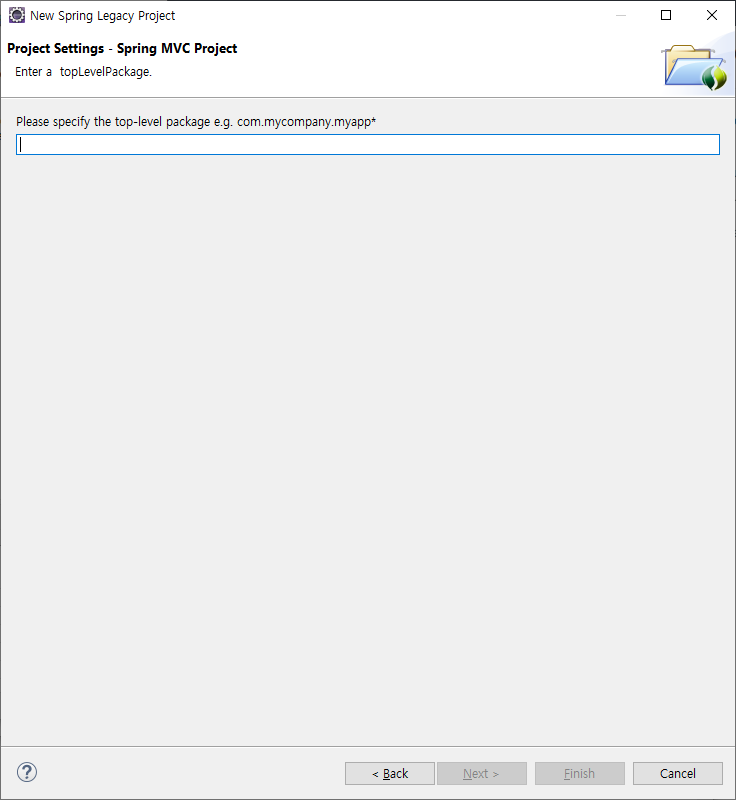 New Spring Legacy Project
Project Settings - Spring MVC Project
Enter a  topLevelPackage.
Please specify the top-level package e.g. com.mycompany.myapp*
?
< Back
Next >
Finish
Cancel